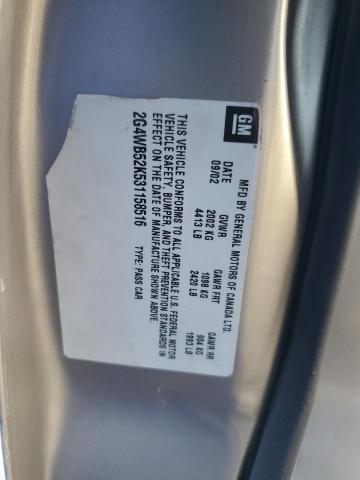 GM
MFD BY GENERAL MOTORS OF CANADA LTD.
DATE GVWR GAWR FRT GAWR RR
09/02 2002 KG 1098 KG 904 KG
4413 LB 2420 LB 1993 LB
THIS VEHICLE CONFORMS TO ALL APPLICABLE U.S. FEDERAL MOTOR
VEHICLE SAFETY, BUMPER, AND THEFT PREVENTION STANDARDS IN
EFFECT ON THE DATE OF MANUFACTURE SHOWN ABOVE.
2G4WB52K531158516 TYPE: PASS CAR